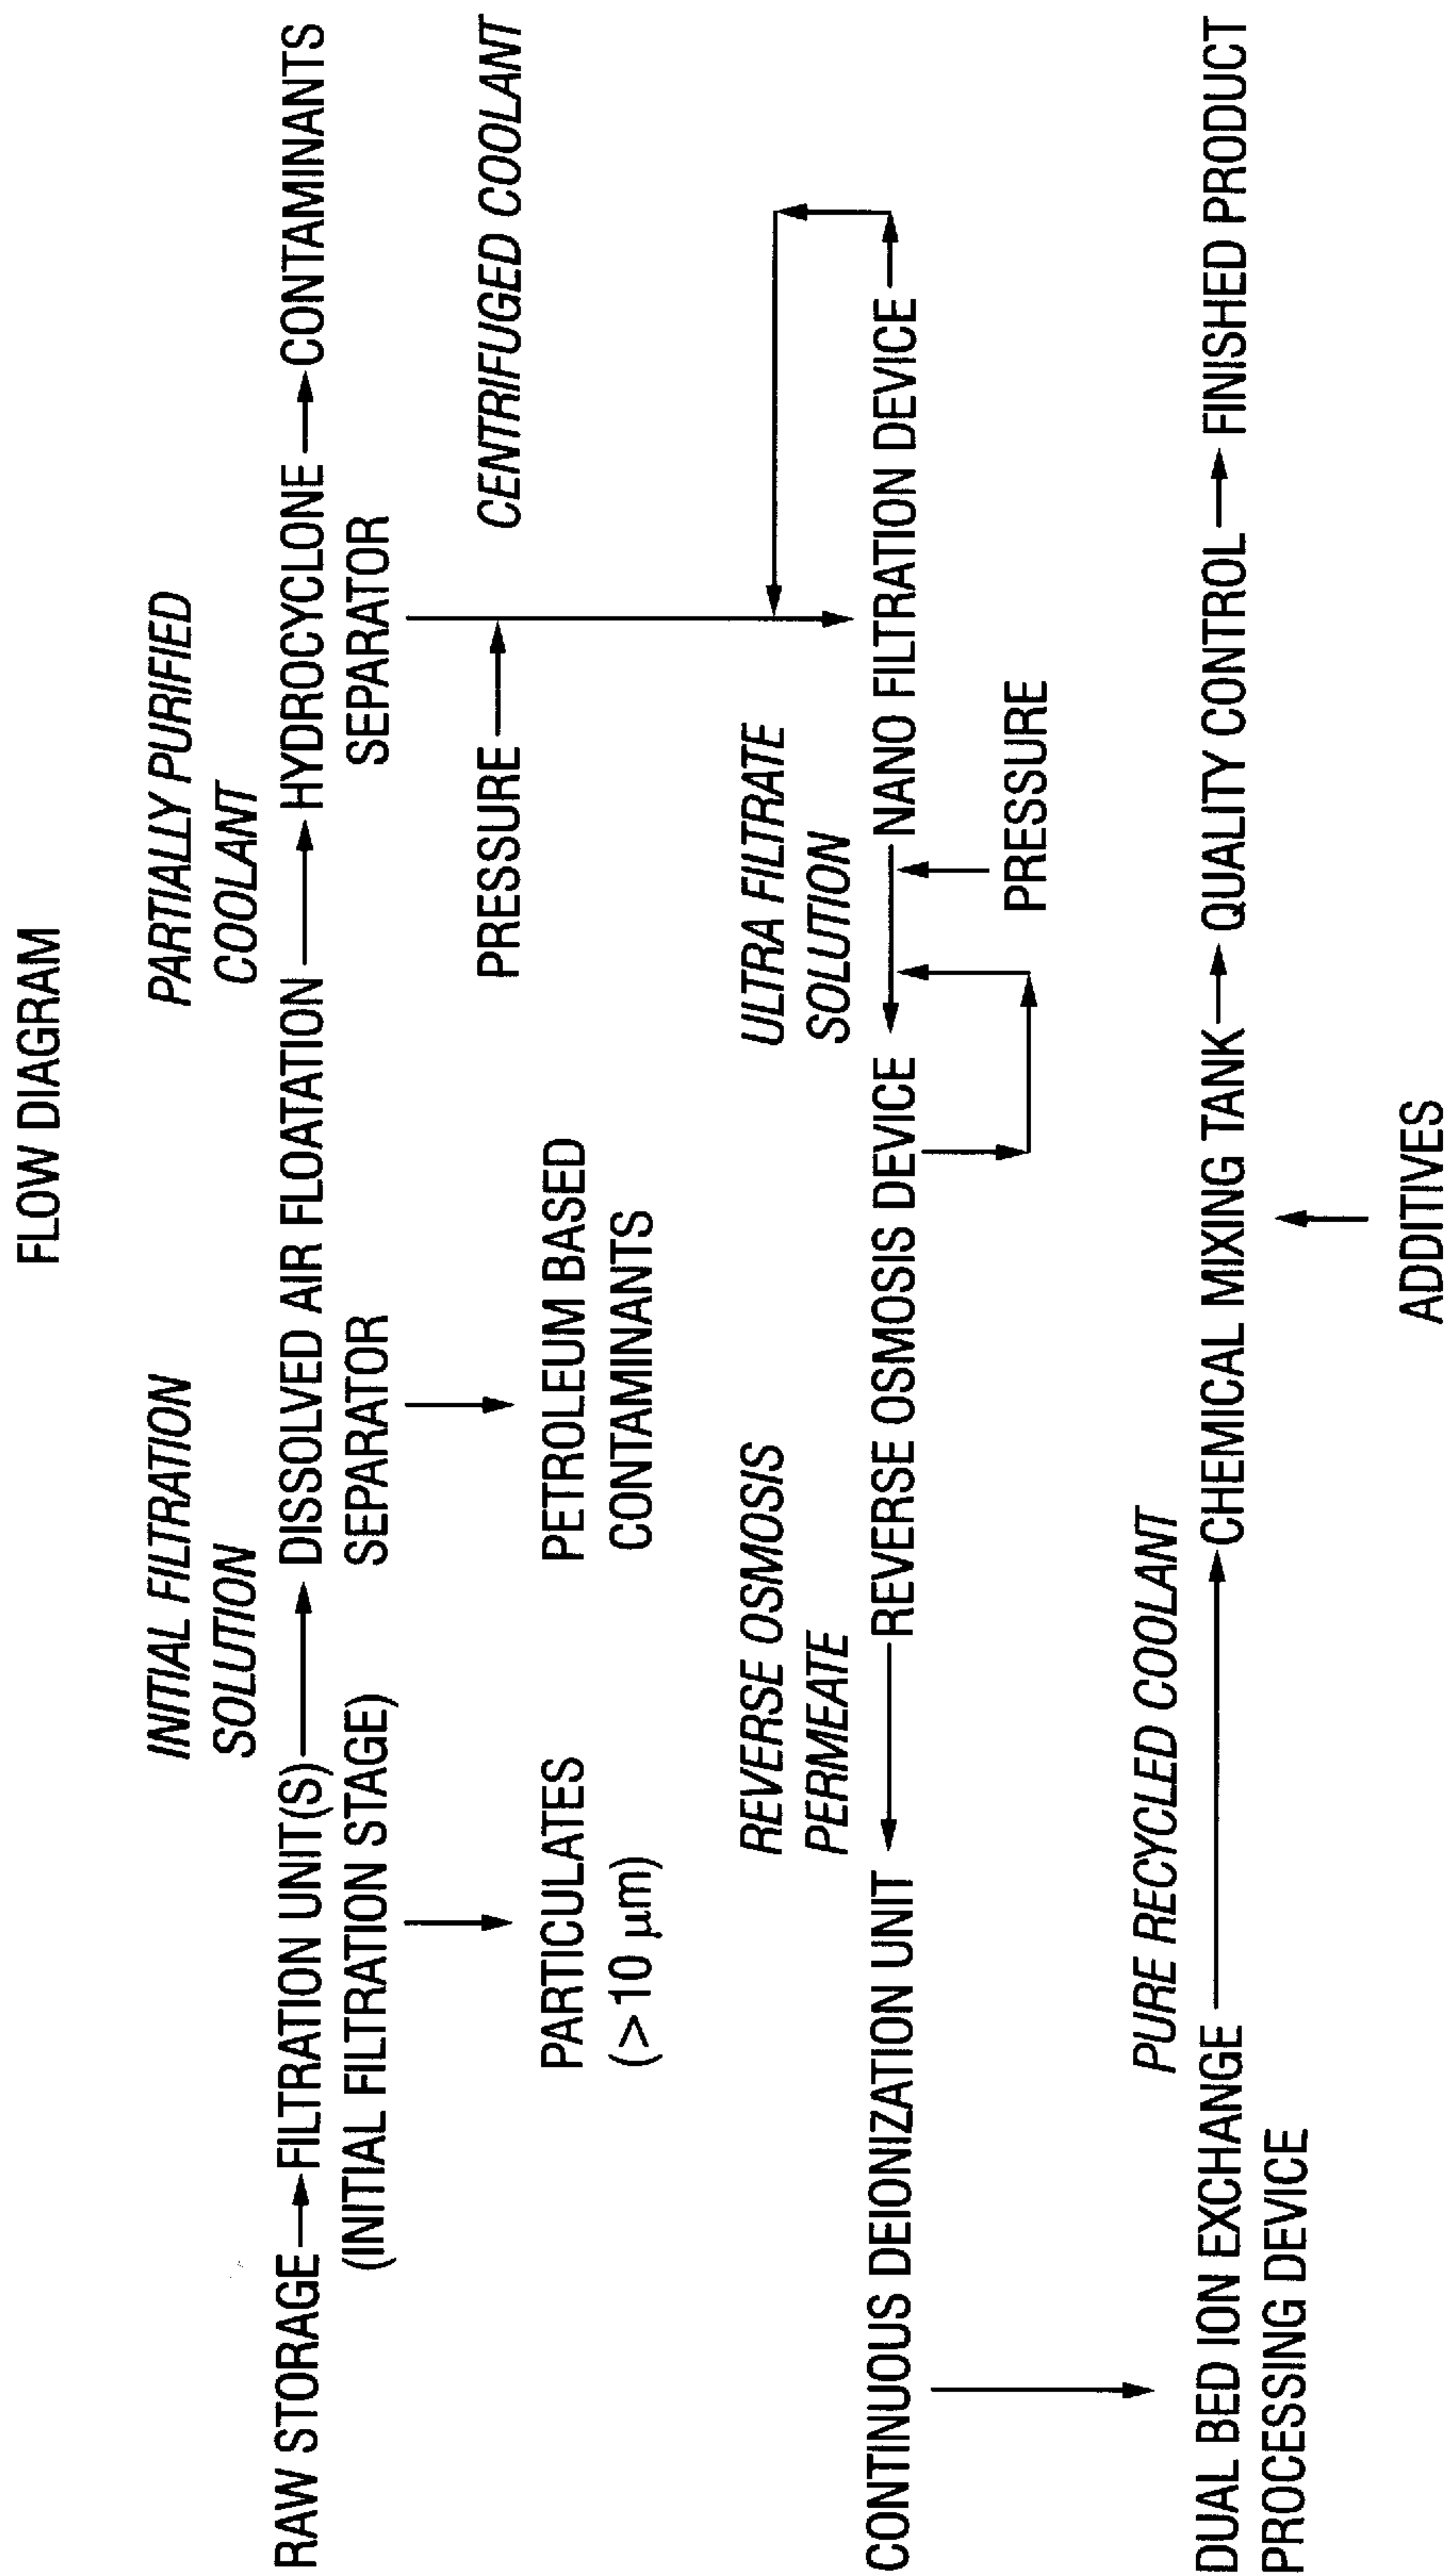 FLOW DIAGRAM
INITIAL FILTRATION
SOLUTION
PARTIALLY PURIFIED
COOLANT
RAW STORAGE
FILTRATION UNIT(S)
(INITIAL FILTRATION STAGE)
DISSOLVED AIR FLOATATION
SEPARATOR
HYDROCYCLONE
SEPARATOR
CONTAMINANTS
PARTICULATES
(>10 µm)
PETROLEUM BASED
CONTAMINANTS
PRESSURE
CENTRIFUGED COOLANT
REVERSE OSMOSIS
PERMEATE
ULTRA FILTRATE
SOLUTION
CONTINUOUS DEIONIZATION UNIT
REVERSE OSMOSIS DEVICE
NANO FILTRATION DEVICE
PRESSURE
PURE RECYCLED COOLANT
DUAL BED ION EXCHANGE
PROCESSING DEVICE
CHEMICAL MIXING TANK
QUALITY CONTROL
FINISHED PRODUCT
ADDITIVES